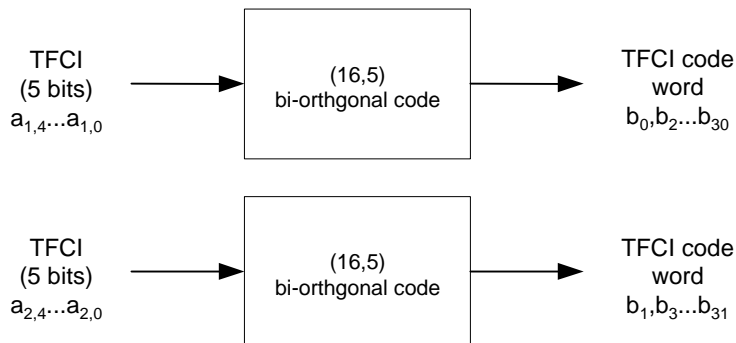 TFCI
(5 bits)
a1,4...a1,0
(16,5)
bi-orthgonal code
TFCI code
word
b0,b2...b30
TFCI
(5 bits)
a2,4...a2,0
(16,5)
bi-orthgonal code
TFCI code
word
b1,b3...b31